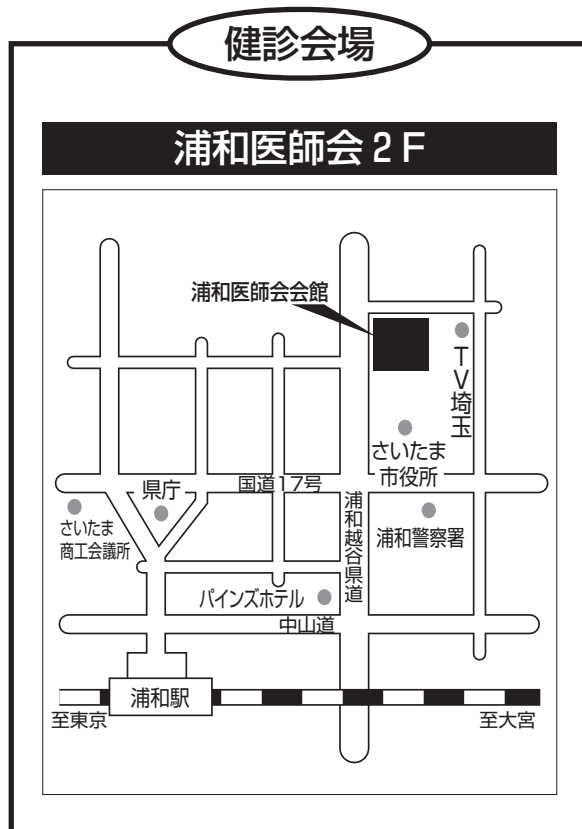 健診会場
浦和医師会2F
浦和医師会会館
TV埼玉
さいたま
市役所
県庁
国道17号
さいたま
商工会議所
浦和越谷県道
浦和警察署
パインズホテル
中山道
浦和駅
至東京
至大宮